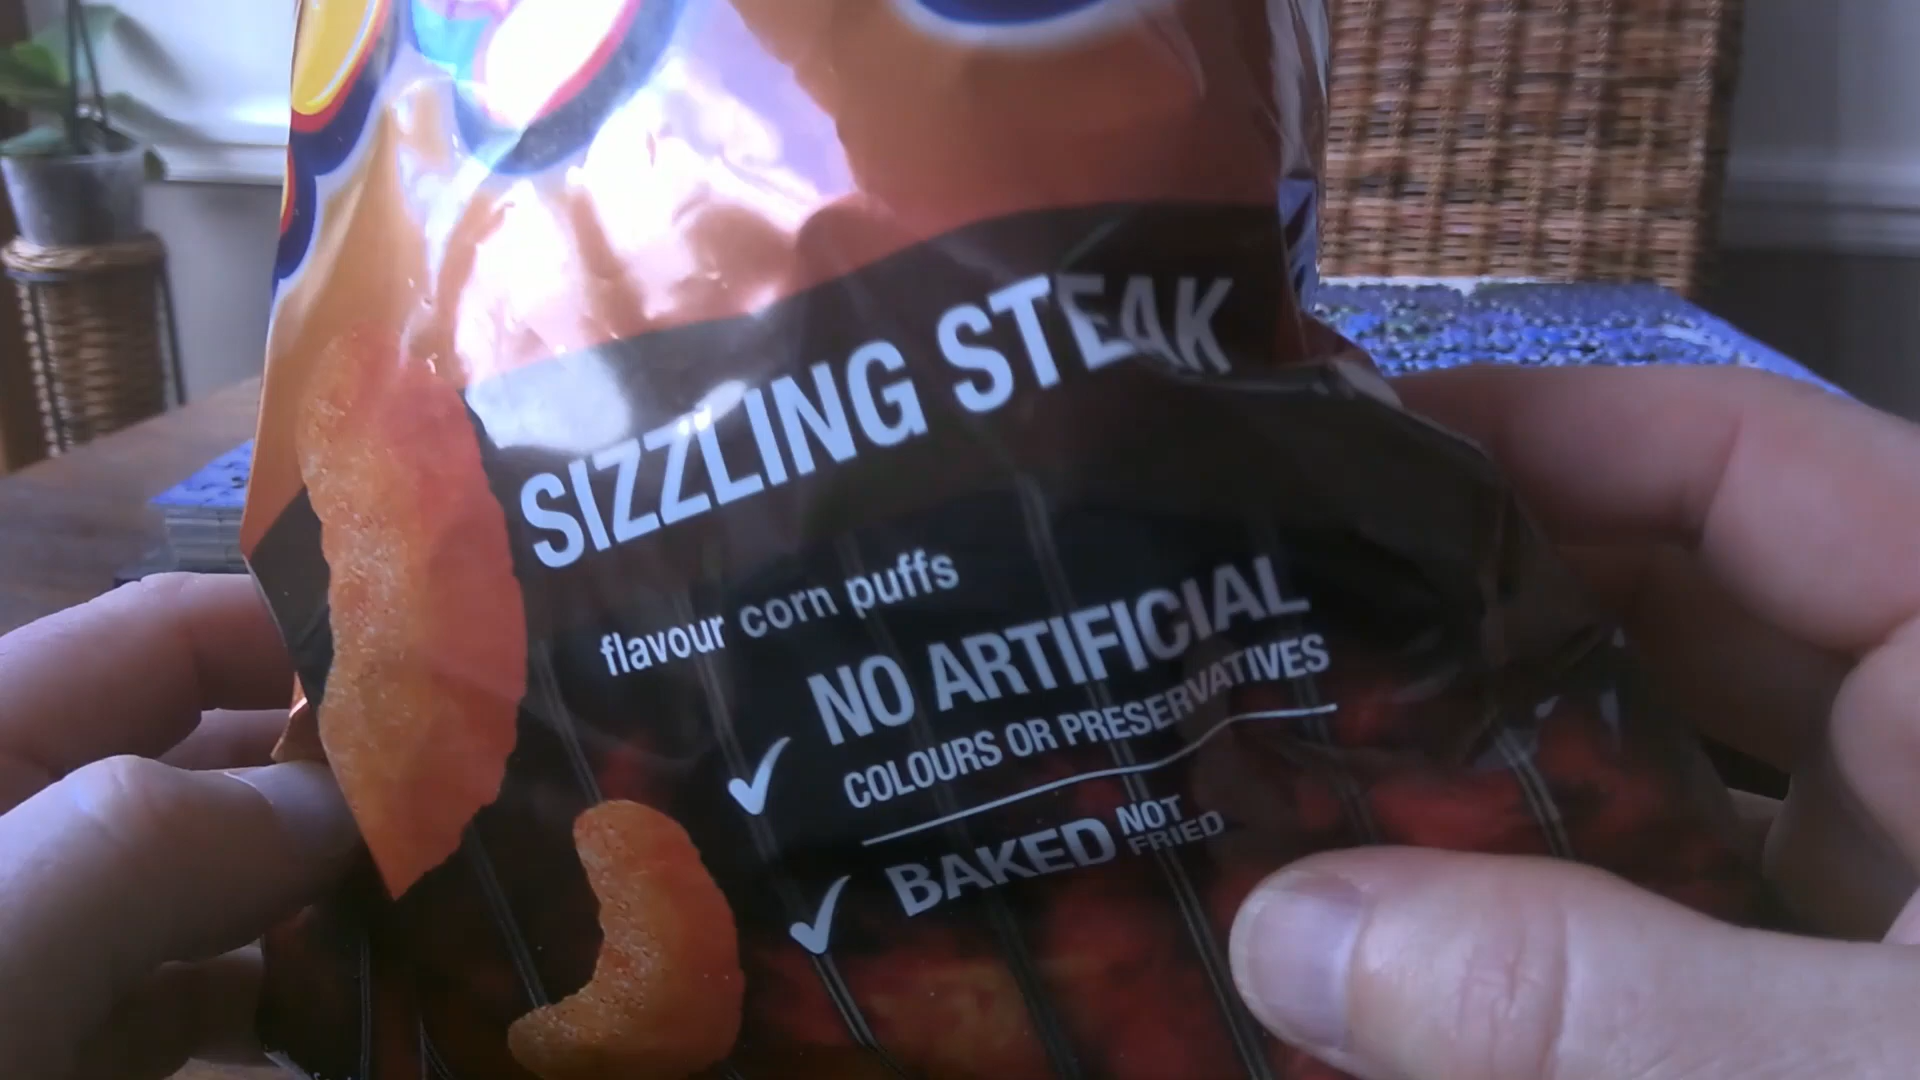 SIZZLING STEAK
flavour corn puffs
NO ARTIFICIAL
COLOURS OR PRESERVATIVES
BAKED NOT
FRIED